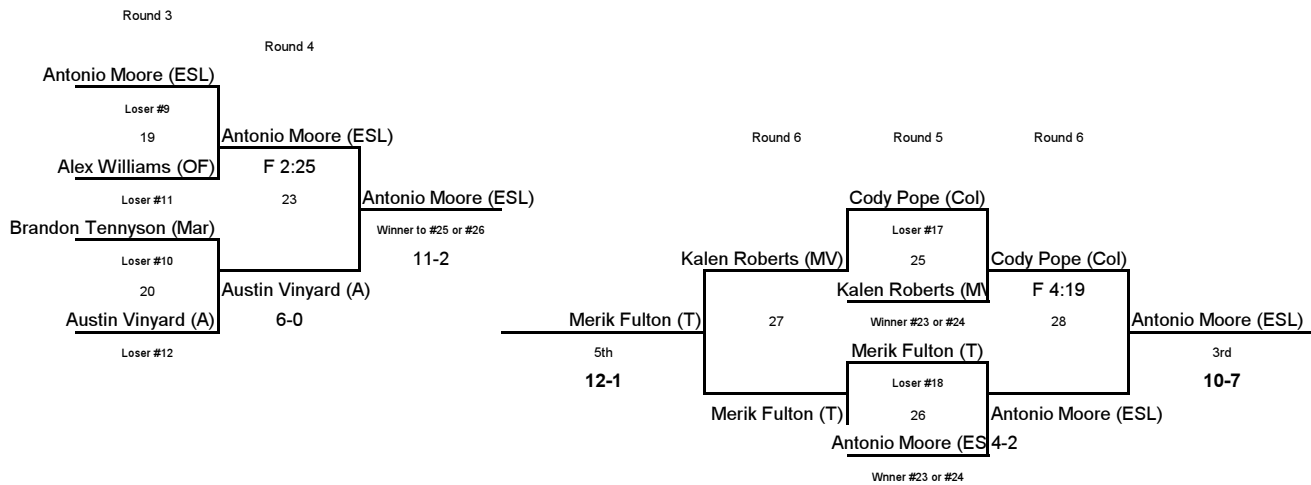 Round 3
Round 4
Antonio Moore (ESL)
Loser #9
19
Antonio Moore (ESL)
Alex Williams (OF)
F 2:25
Loser #11
23
Antonio Moore (ESL)
Brandon Tennyson (Mar)
Winner to #25 or #26
Loser #10
11-2
20
Austin Vinyard (A)
Austin Vinyard (A)
6-0
Loser #12
Round 6
Round 5
Round 6
Cody Pope (Col)
Loser #17
Kalen Roberts (MV)
25
Cody Pope (Col)
Kalen Roberts (MV
F 4:19
Merik Fulton (T)
27
Winner #23 or #24
28
Antonio Moore (ESL)
5th
Merik Fulton (T)
3rd
12-1
Loser #18
10-7
Merik Fulton (T)
26
Antonio Moore (ESL)
Antonio Moore (ES
4-2
Wnner #23 or #24